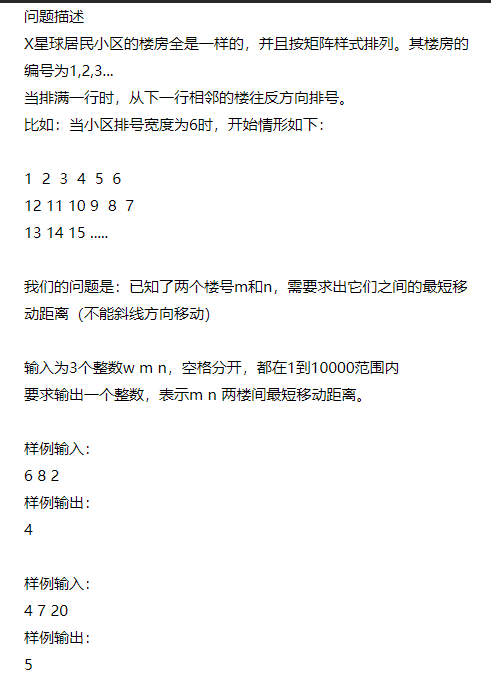 问题描述
X星球居民小区的楼房全是一样的，并且按矩阵样式排列。其楼房的
编号为1,2,3...
当排满一行时，从下一行相邻的楼往反方向排号。
比如：当小区排号宽度为6时，开始情形如下：
1 2 3 4 5 6
12 11 10 9 8 7
13 14 15 .....
我们的问题是：已知了两个楼号m和n，需要求出它们之间的最短移
动距离（不能斜线方向移动）
输入为3个整数w m n，空格分开，都在1到10000范围内
要求输出一个整数，表示m n 两楼间最短移动距离。
样例输入：
6 8 2
样例输出：
4
样例输入：
4 7 20
样例输出：
5